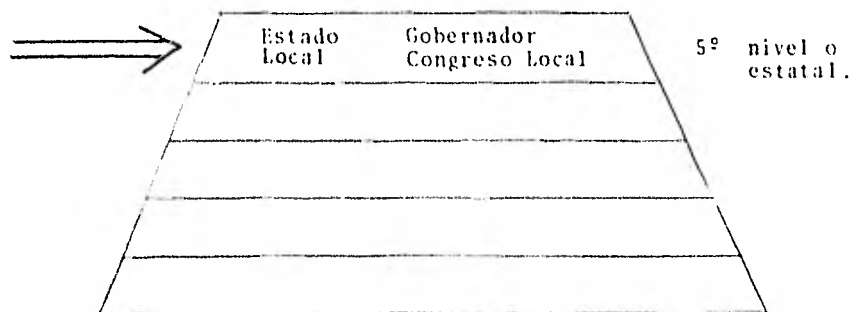 Estado Gobernador 5º nivel o
Local Congreso Local estatal.